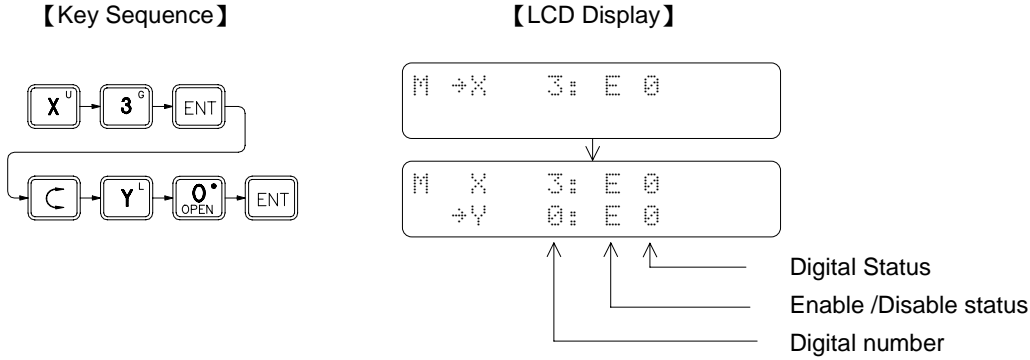 【Key Sequence】
【LCD Display】
X U 3 G ENT
Y L 0 • OPEN ENT
M →X 3: E 0
M X 3: E 0
→Y 0: E 0
Digital Status
Enable /Disable status
Digital number